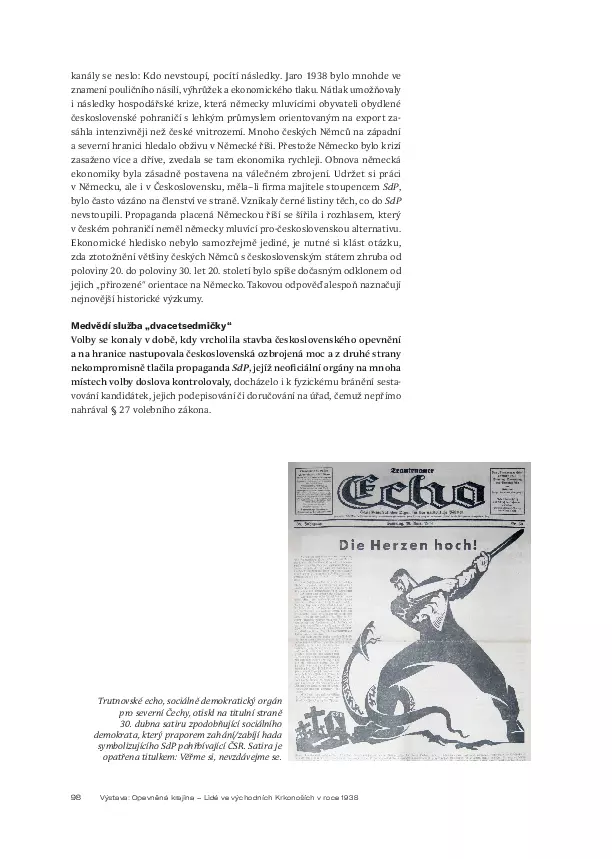 kanály se neslo: Kdo nevstoupí, pocítí následky. Jaro 1938 bylo mnohde ve
znamení pouličního násilí, výhrůžek a ekonomického tlaku. Nátlak umožňovaly
i následky hospodářské krize, která německy mluvícími obyvateli obydlené
československé pohraničí s lehkým průmyslem orientovaným na export za-
sáhla intenzivněji než české vnitrozemí. Mnoho českých Němců na západní
a severní hranici hledalo obživu v Německé říši. Přestože Německo bylo krizí
zasaženo více a dříve, zvedala se tam ekonomika rychleji. Obnova německá
ekonomiky byla zásadně postavena na válečném zbrojení. Udržet si práci
v Německu, ale i v Československu, měla–li firma majitele stoupencem SdP,
bylo často vázáno na členství ve straně. Vznikaly černé listiny těch, co do SdP
nevstoupili. Propaganda placená Německou říší se šířila i rozhlasem, který
v českém pohraničí neměl německy mluvící pro-československou alternativu.
Ekonomické hledisko nebylo samozřejmě jediné, je nutné si klást otázku,
zda ztotožnění většiny českých Němců s československým státem zhruba od
poloviny 20. do poloviny 30. let 20. století bylo spíše dočasným odklonem od
jejich „přirozené“ orientace na Německo. Takovou odpověď alespoň naznačují
nejnovější historické výzkumy.
Medvědí služba „dvacetsedmičky“
Volby se konaly v době, kdy vrcholila stavba československého opevnění
a na hranice nastupovala československá ozbrojená moc a z druhé strany
nekompromisně tlačila propaganda SdP, jejíž neoficiální orgány na mnoha
místech volby doslova kontrolovaly, docházelo i k fyzickému bránění sesta-
vování kandidátek, jejich podepisování či doručování na úřad, čemuž nepřímo
nahrával § 27 volebního zákona.
Trautenauer
Echo
Die Herzen hoch!
Trutnovské echo, sociálně demokratický orgán
pro severní Čechy, otiskl na titulní straně
30. dubna satiru zpodobňující sociálního
demokrata, který praporem zahání/zabíjí hada
symbolizujícího SdP pohřbívající ČSR. Satira je
opatřena titulkem: Věřme si, nevzdávejme se.
98 Výstava: Opevněná krajina – Lidé ve východních Krkonoších v roce 1938